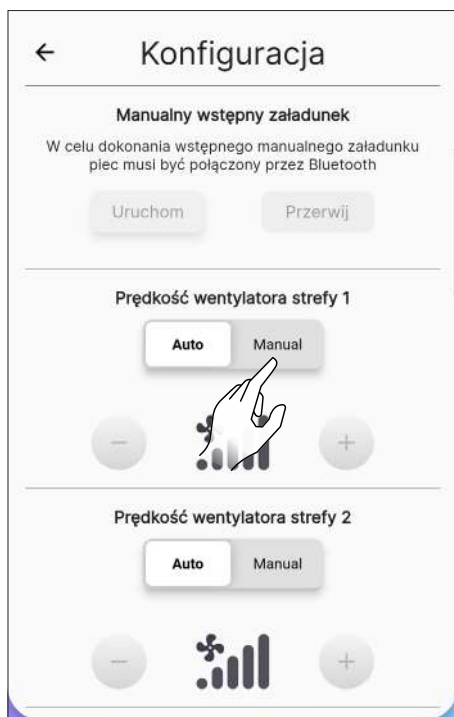 Konfiguracja
Manualny wstępny załadunek
W celu dokonania wstępnego manualnego załadunku
piec musi być połączony przez Bluetooth
Uruchom Przerwij
Prędkość wentylatora strefy 1
Auto Manual
Prędkość wentylatora strefy 2
Auto Manual